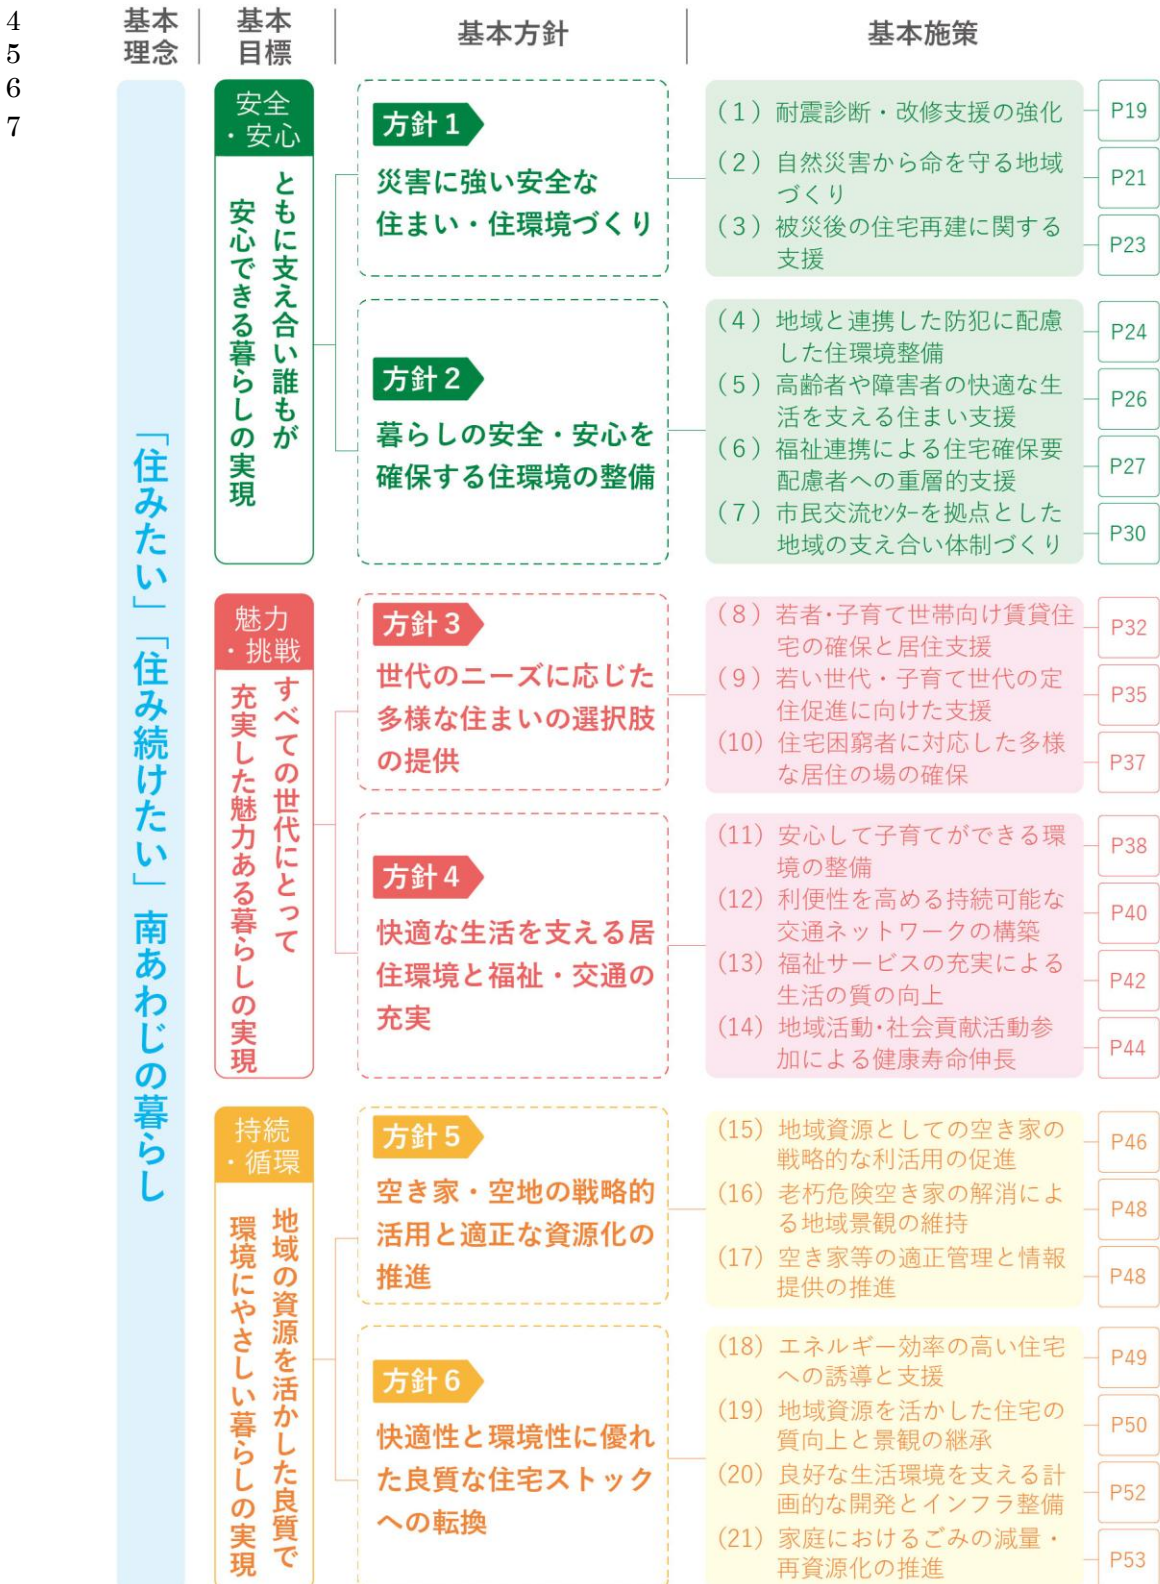 4
5
6
7
基本
理念
基本
目標
基本方針
基本施策
「住みたい」「住み続けたい」南あわじの暮らし
安全
・安心
ともに支え合い誰もが
安心できる暮らしの実現
方針1
災害に強い安全な
住まい・住環境づくり
(1)耐震診断・改修支援の強化
P19
(2)自然災害から命を守る地域
づくり
P21
(3)被災後の住宅再建に関する
支援
P23
方針2
暮らしの安全・安心を
確保する住環境の整備
(4)地域と連携した防犯に配慮
した住環境整備
P24
(5)高齢者や障害者の快適な生
活を支える住まい支援
P26
(6)福祉連携による住宅確保要
配慮者への重層的支援
P27
(7)市民交流センターを拠点とした
地域の支え合い体制づくり
P30
魅力
・挑戦
すべての世代にとって
充実した魅力ある暮らしの実現
方針3
世代のニーズに応じた
多様な住まいの選択肢
の提供
(8)若者・子育て世帯向け賃貸住
宅の確保と居住支援
P32
(9)若い世代・子育て世代の定
住促進に向けた支援
P35
(10)住宅困窮者に対応した多様
な居住の場の確保
P37
方針4
快適な生活を支える居
住環境と福祉・交通の
充実
(11)安心して子育てができる環
境の整備
P38
(12)利便性を高める持続可能な
交通ネットワークの構築
P40
(13)福祉サービスの充実による
生活の質の向上
P42
(14)地域活動・社会貢献活動参
加による健康寿命伸長
P44
持続
・循環
地域の資源を活かした良質で
環境にやさしい暮らしの実現
方針5
空き家・空地の戦略的
活用と適正な資源化の
推進
(15)地域資源としての空き家の
戦略的な利活用の促進
P46
(16)老朽危険空き家の解消によ
る地域景観の維持
P48
(17)空き家等の適正管理と情報
提供の推進
P48
方針6
快適性と環境性に優れ
た良質な住宅ストック
への転換
(18)エネルギー効率の高い住宅
への誘導と支援
P49
(19)地域資源を活かした住宅の
質向上と景観の継承
P50
(20)良好な生活環境を支える計
画的な開発とインフラ整備
P52
(21)家庭におけるごみの減量・
再資源化の推進
P53